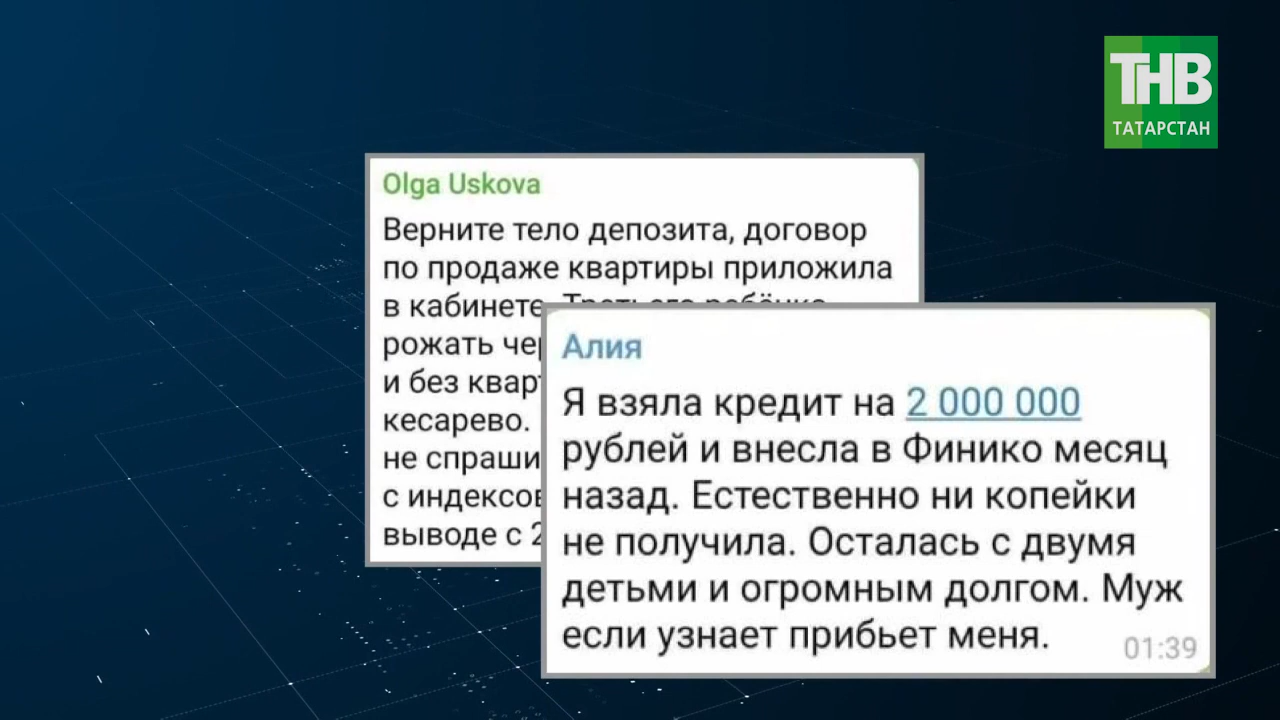 ТНВ
ТАТАРСТАН
Olga Uskova
Верните тело депозита, договор
по продаже квартиры приложила
в кабинете. Третьего ребёнка
рожать
и без
кесарево.
не
с
выводе с
Алия
Я взяла кредит на 2 000 000
рублей и внесла в Финико месяц
назад. Естественно ни копейки
не получила. Осталась с двумя
детьми и огромным долгом. Муж
если узнает прибьет меня.
01:39